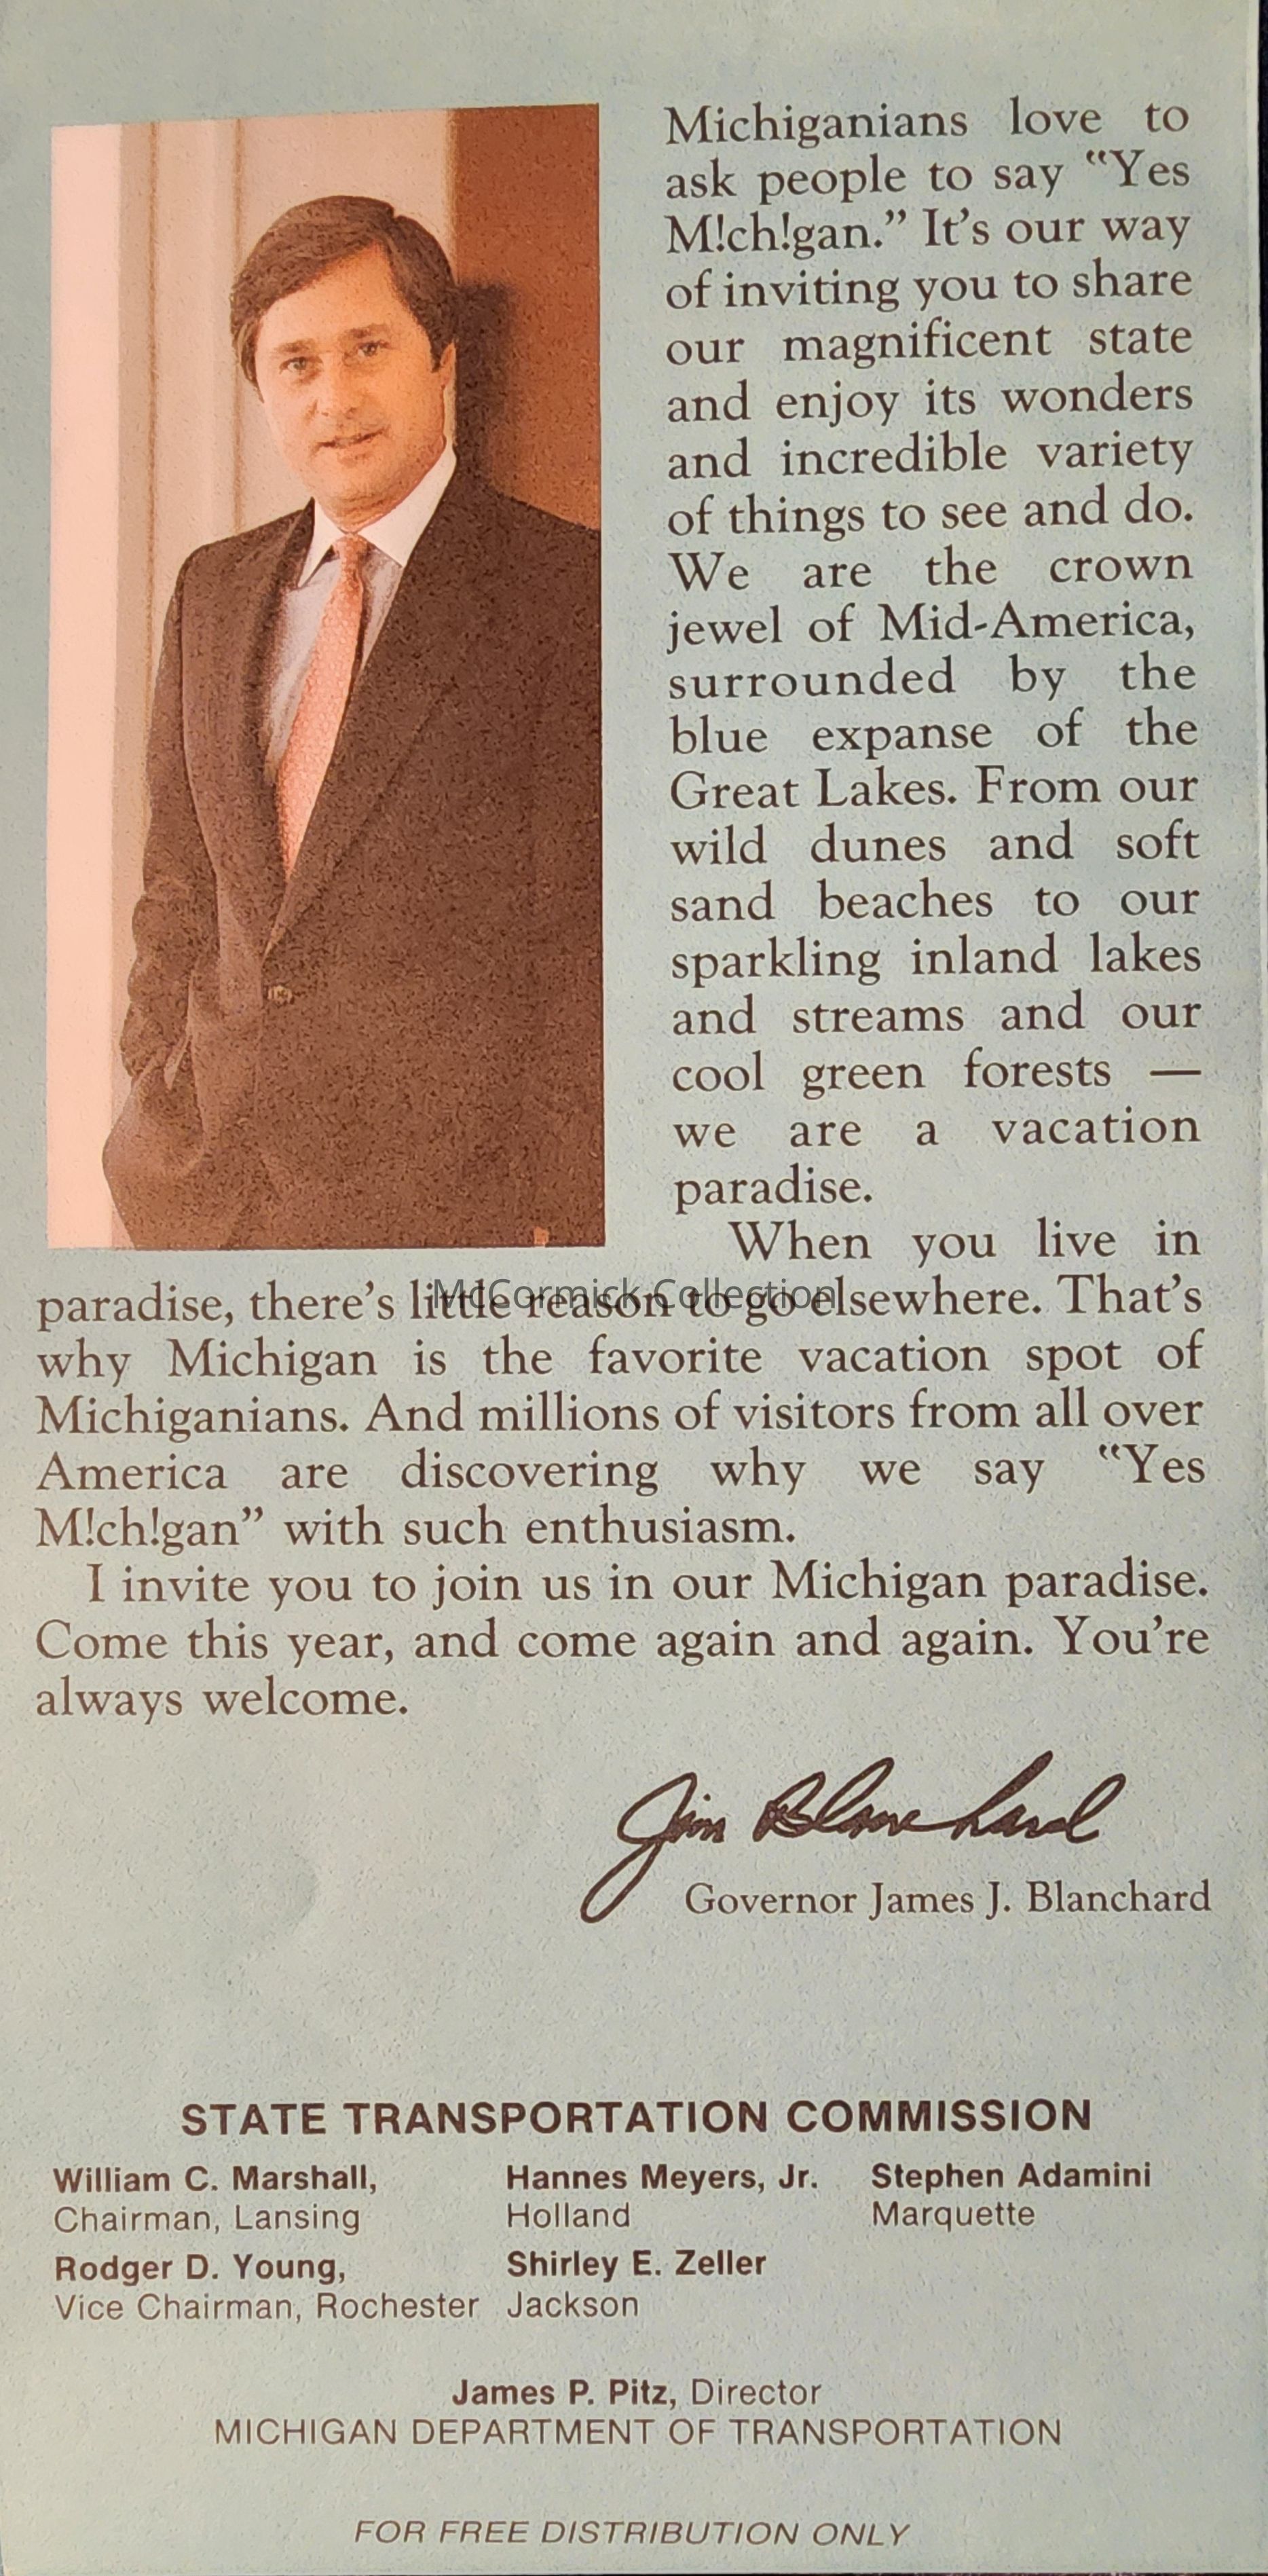 Michiganians love to
ask people to say "Yes
M!ch!gan." It's our way
of inviting you to share
our magnificent state
and enjoy its wonders
and incredible variety
of things to see and do.
We are the crown
jewel of Mid-America,
surrounded by the
blue expanse of the
Great Lakes. From our
wild dunes and soft
sand beaches to our
sparkling inland lakes
and streams and our
cool green forests —
we are a vacation
paradise.
When you live in
paradise, there's little reason to go elsewhere. That's
McCormick Collection
why Michigan is the favorite vacation spot of
Michiganians. And millions of visitors from all over
America are discovering why we say "Yes
M!ch!gan" with such enthusiasm.
I invite you to join us in our Michigan paradise.
Come this year, and come again and again. You're
always welcome.
Jim Blanchard
Governor James J. Blanchard
STATE TRANSPORTATION COMMISSION
William C. Marshall,
Chairman, Lansing
Rodger D. Young,
Vice Chairman, Rochester
Hannes Meyers, Jr.
Holland
Shirley E. Zeller
Jackson
Stephen Adamini
Marquette
James P. Pitz, Director
MICHIGAN DEPARTMENT OF TRANSPORTATION
FOR FREE DISTRIBUTION ONLY